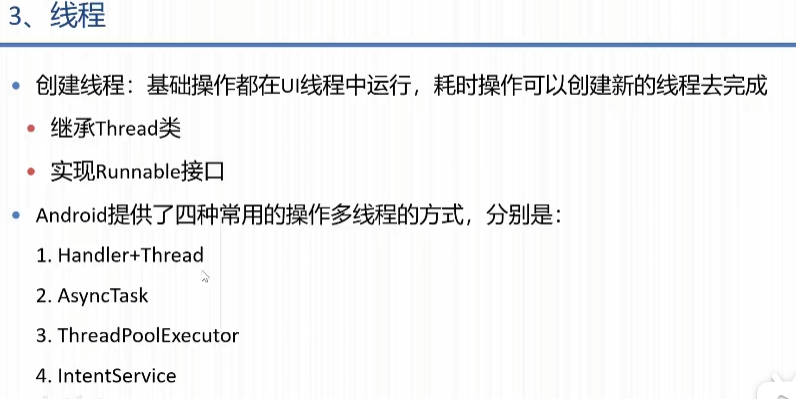 3、线程
创建线程：基础操作都在UI线程中运行，耗时操作可以创建新的线程去完成
继承Thread类
实现Runnable接口
Android提供了四种常用的操作多线程的方式，分别是：
1. Handler+Thread
2. AsyncTask
3. ThreadPoolExecutor
4. IntentService